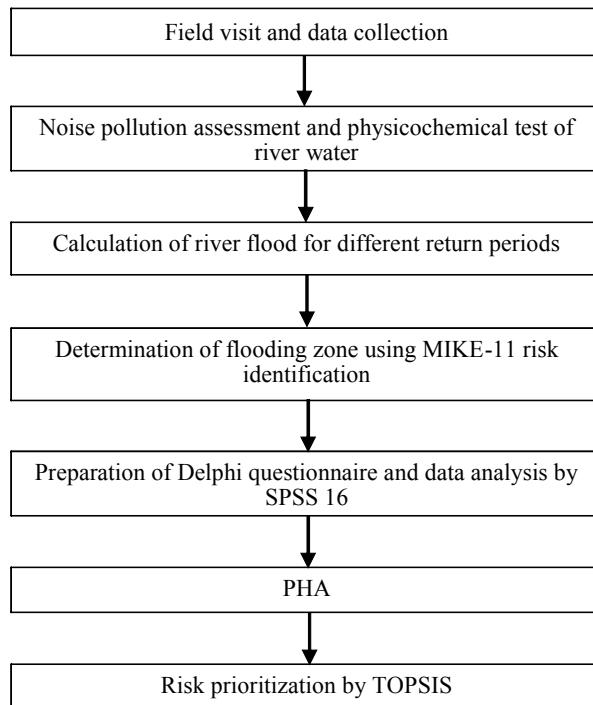 Field visit and data collection
Noise pollution assessment and physicochemical test of
river water
Calculation of river flood for different return periods
Determination of flooding zone using MIKE-11 risk
identification
Preparation of Delphi questionnaire and data analysis by
SPSS 16
PHA
Risk prioritization by TOPSIS